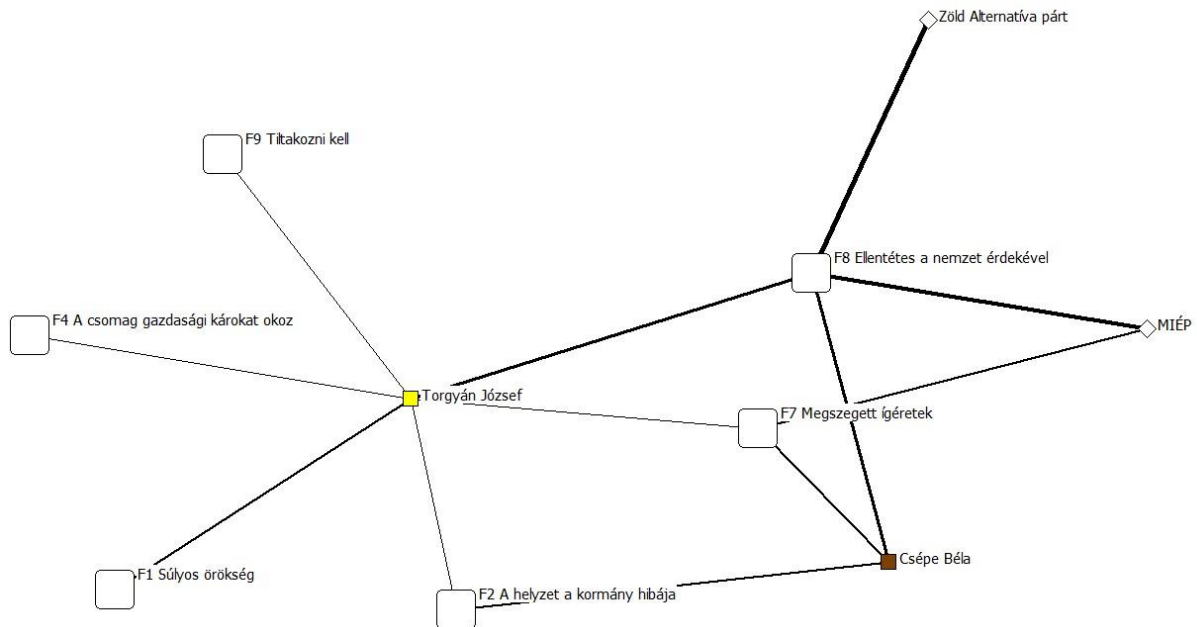 Zöld Alternatíva párt
F9 Tiltakozni kell
F8 Ellentétes a nemzet érdekével
F4 A csomag gazdasági károkat okoz
MIÉP
Torgyán József
F7 Megszegett ígéretek
Csépe Béla
F1 Súlyos örökség
F2 A helyzet a kormány hibája